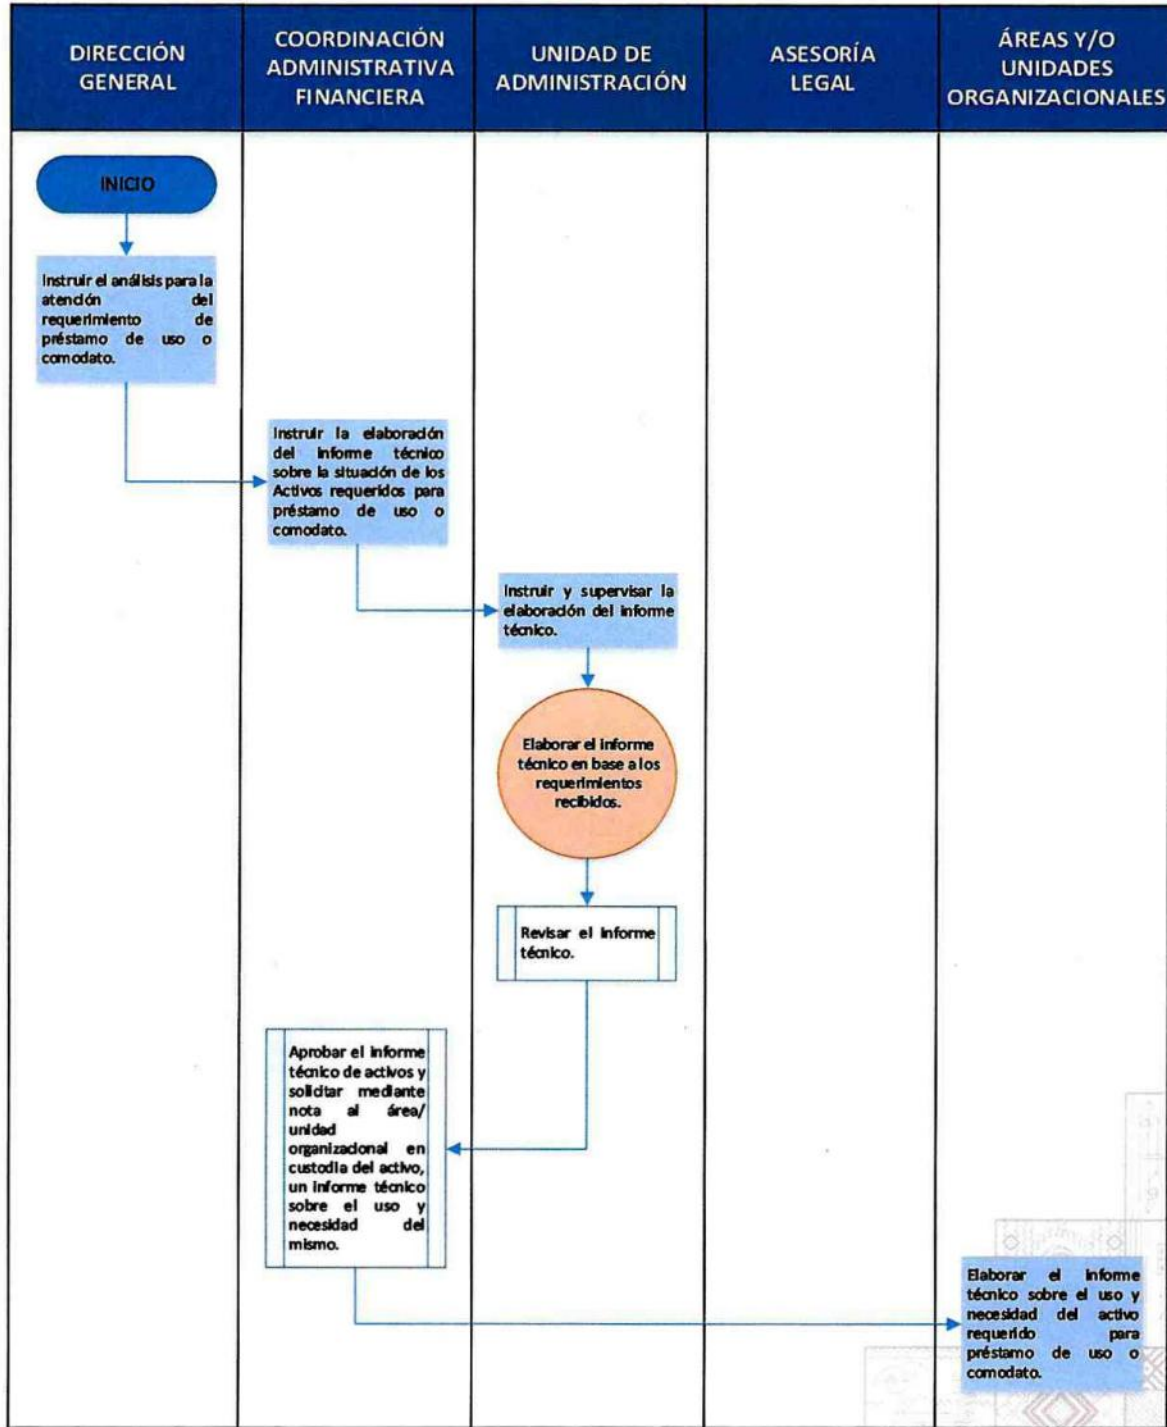 DIRECCIÓN
GENERAL
COORDINACIÓN
ADMINISTRATIVA
FINANCIERA
UNIDAD DE
ADMINISTRACIÓN
ASESORÍA
LEGAL
ÁREAS Y/O
UNIDADES
ORGANIZACIONALES
INICIO
Instruir el análisis para la
atención del
requerimiento de
préstamo de uso o
comodato.
Instruir la elaboración
del informe técnico
sobre la situación de los
Activos requeridos para
préstamo de uso o
comodato.
Instruir y supervisar la
elaboración del informe
técnico.
Elaborar el informe
técnico en base a los
requerimientos
recibidos.
Revisar el informe
técnico.
Aprobar el informe
técnico de activos y
solicitar mediante
nota al área/
unidad
organizacional en
custodia del activo,
un informe técnico
sobre el uso y
necesidad del
mismo.
Elaborar el informe
técnico sobre el uso y
necesidad del activo
requerido para
préstamo de uso o
comodato.